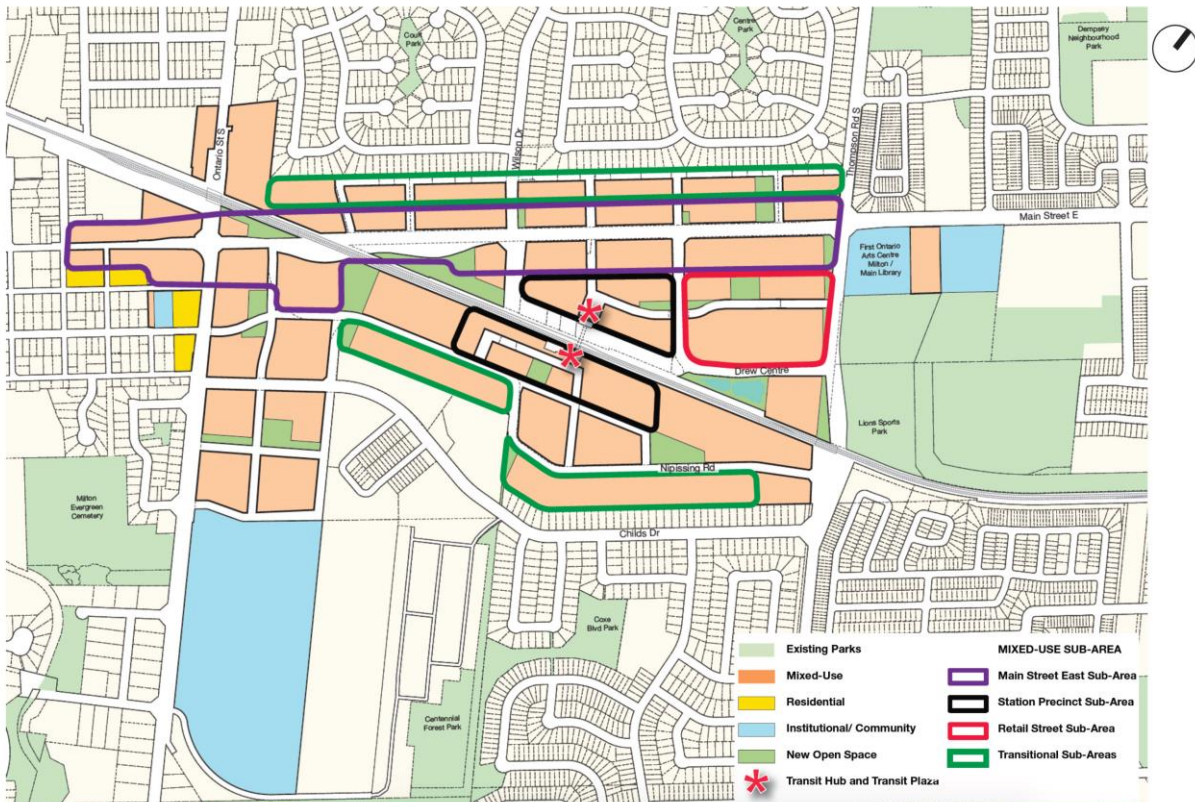 Court
Park
Centre
Park
Dempsey
Neighbourhood
Park
Ontario St S
Wilson Dr
Thompson Rd S
Main Street E
First Ontario
Arts Centre
Milton /
Main Library
Drew Centre
Lions Sports
Park
Nipissing Rd
Milton
Evergreen
Cemetery
Childs Dr
Coxe
Blvd Park
Centennial
Forest Park
Existing Parks
Mixed-Use
Residential
Institutional/ Community
New Open Space
Transit Hub and Transit Plaza
MIXED-USE SUB-AREA
Main Street East Sub-Area
Station Precinct Sub-Area
Retail Street Sub-Area
Transitional Sub-Areas